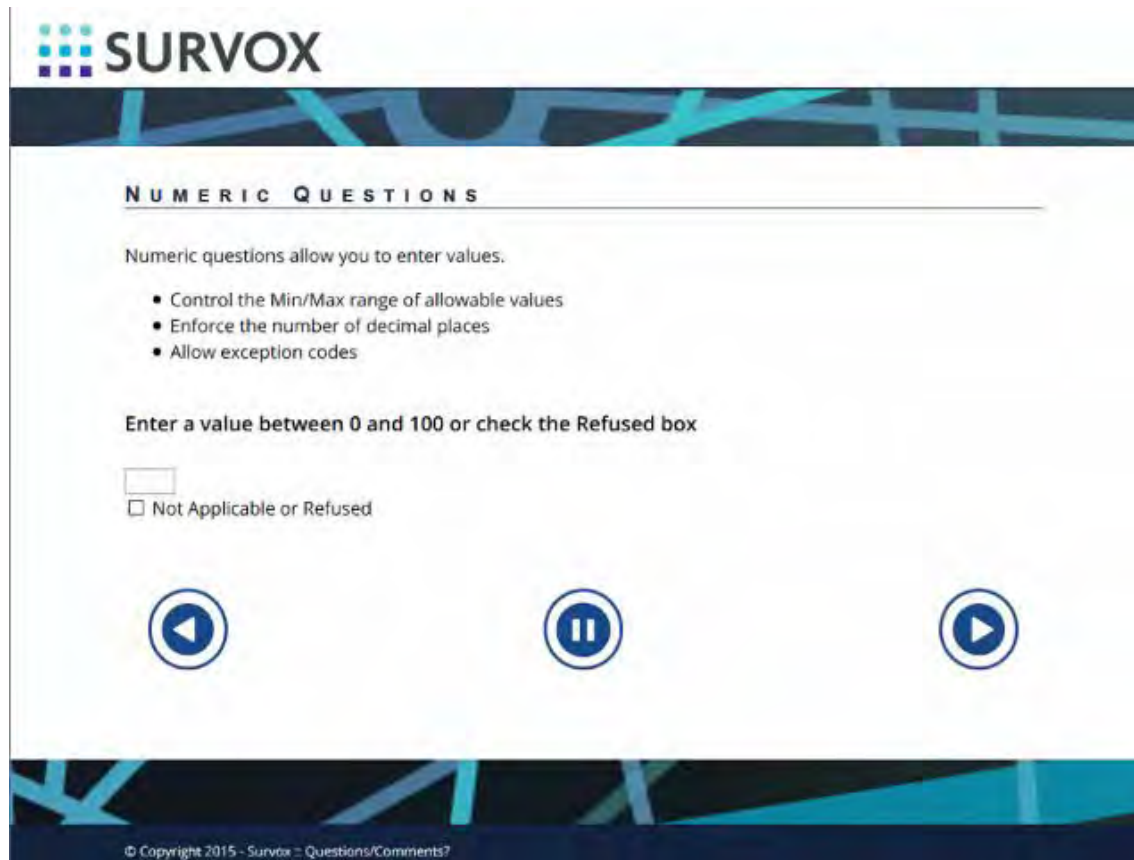 SURVOX
NUMERIC QUESTIONS
Numeric questions allow you to enter values.
Control the Min/Max range of allowable values
Enforce the number of decimal places
Allow exception codes
Enter a value between 0 and 100 or check the Refused box
Not Applicable or Refused
© Copyright 2015 - Survox :: Questions/Comments?